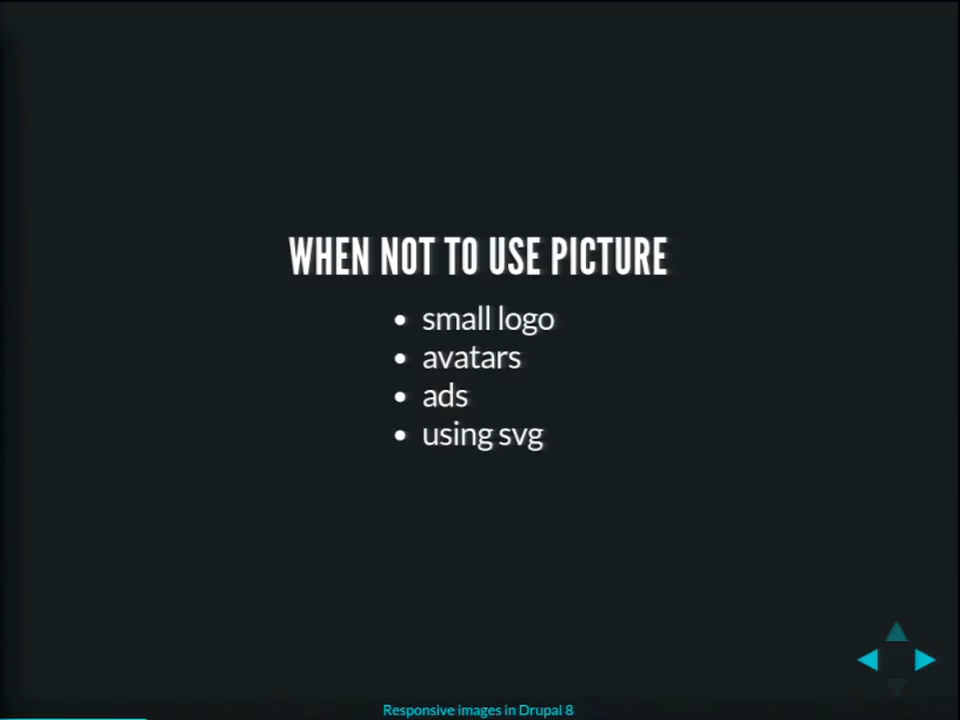 WHEN NOT TO USE PICTURE
small logo
avatars
ads
using svg
Responsive images in Drupal 8